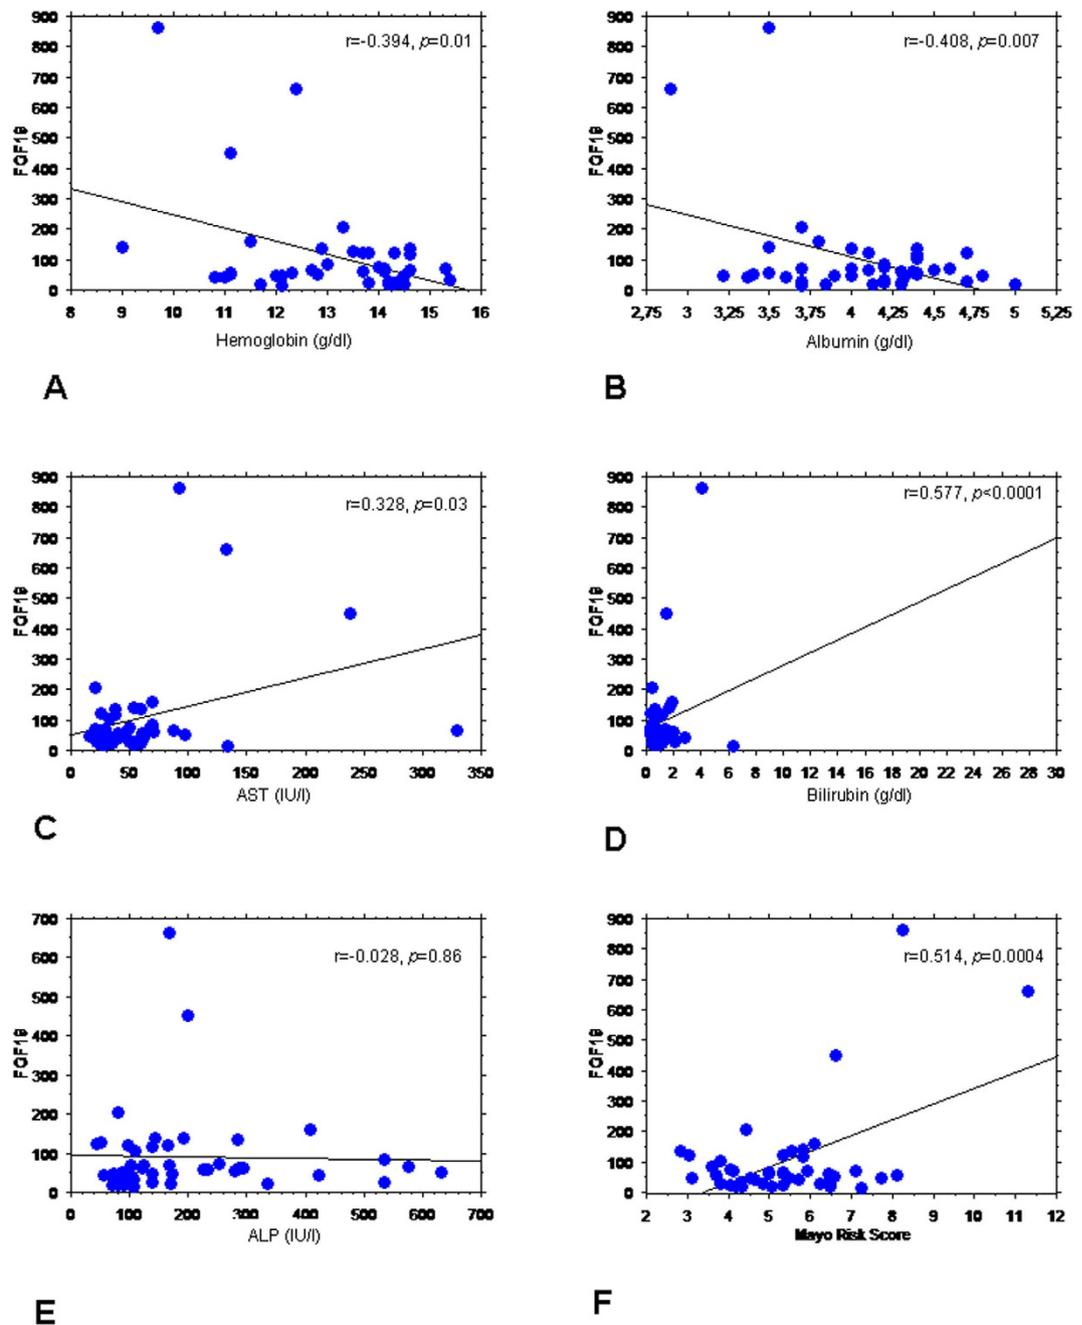 900
800
700
600
500
400
300
200
100
0
FGF19
r=-0.394, p=0.01
8 9 10 11 12 13 14 15 16
Hemoglobin (g/dl)
A
900
800
700
600
500
400
300
200
100
0
FGF19
r=-0.408, p=0.007
2,75 3 3,25 3,5 3,75 4 4,25 4,5 4,75 5 5,25
Albumin (g/dl)
B
900
800
700
600
500
400
300
200
100
0
FGF19
r=0.328, p=0.03
0 50 100 150 200 250 300 350
AST (IU/l)
C
900
800
700
600
500
400
300
200
100
0
FGF19
r=0.577, p<0.0001
0 2 4 6 8 10 12 14 16 18 20 22 24 26 28 30
Bilirubin (g/dl)
D
700
600
500
400
300
200
100
0
FGF19
r=-0.028, p=0.86
0 100 200 300 400 500 600 700
ALP (IU/l)
E
900
800
700
600
500
400
300
200
100
0
FGF19
r=0.514, p=0.0004
2 3 4 5 6 7 8 9 10 11 12
Mayo Risk Score
F